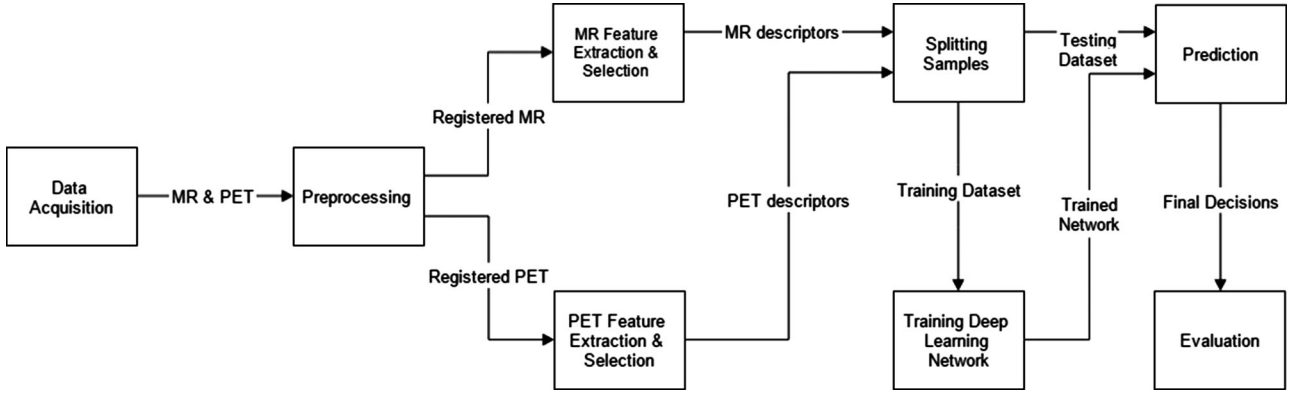 Data
Acquisition
MR & PET
Preprocessing
Registered MR
Registered PET
MR Feature
Extraction &
Selection
PET Feature
Extraction &
Selection
MR descriptors
PET descriptors
Splitting
Samples
Training Dataset
Training Deep
Learning
Network
Testing
Dataset
Trained
Network
Prediction
Final Decisions
Evaluation